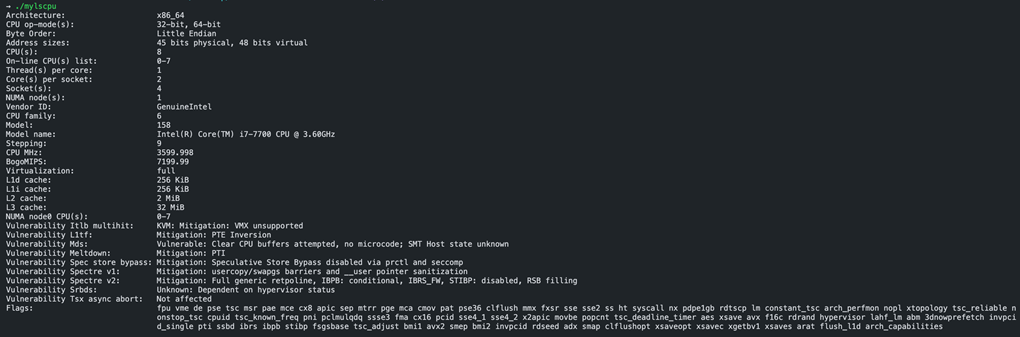 → ./mylscpu
Architecture: x86_64
CPU op-mode(s): 32-bit, 64-bit
Byte Order: Little Endian
Address sizes: 45 bits physical, 48 bits virtual
CPU(s): 8
On-line CPU(s) list: 0-7
Thread(s) per core: 1
Core(s) per socket: 2
Socket(s): 4
NUMA node(s): 1
Vendor ID: GenuineIntel
CPU family: 6
Model: 158
Model name: Intel(R) Core(TM) i7-7700 CPU @ 3.60GHz
Stepping: 9
CPU MHz: 3599.998
BogoMIPS: 7199.99
Virtualization: full
L1d cache: 256 KiB
L1i cache: 256 KiB
L2 cache: 2 MiB
L3 cache: 32 MiB
NUMA node0 CPU(s): 0-7
Vulnerability Itlb multihit: KVM: Mitigation: VMX unsupported
Vulnerability L1tf: Mitigation: PTE Inversion
Vulnerability Mds: Vulnerable: Clear CPU buffers attempted, no microcode; SMT Host state unknown
Vulnerability Meltdown: Mitigation: PTI
Vulnerability Spec store bypass: Mitigation: Speculative Store Bypass disabled via prctl and seccomp
Vulnerability Spectre v1: Mitigation: usercopy/swapgs barriers and __user pointer sanitization
Vulnerability Spectre v2: Mitigation: Full generic retpoline, IBPB: conditional, IBRS_FW, STIBP: disabled, RSB filling
Vulnerability Srbds: Unknown: Dependent on hypervisor status
Vulnerability Tsx async abort: Not affected
Flags: fpu vme de pse tsc msr pae mce cx8 apic sep mtrr pge mca cmov pat pse36 clflush mmx fxsr sse sse2 ss ht syscall nx pdpe1gb rdtscp lm constant_tsc arch_perfmon nopl xtopology tsc_reliable n
onstop_tsc cpuid tsc_known_freq pni pclmulqdq ssse3 fma cx16 pcid sse4_1 sse4_2 x2apic movbe popcnt tsc_deadline_timer aes xsave avx f16c rdrand hypervisor lahf_lm abm 3dnowprefetch invpci
d_single pti ssbd ibrs ibpb stibp fsgsbase tsc_adjust bmi1 avx2 smep bmi2 invpcid rdseed adx smap clflushopt xsaveopt xsavec xgetbv1 xsaves arat flush_l1d arch_capabilities